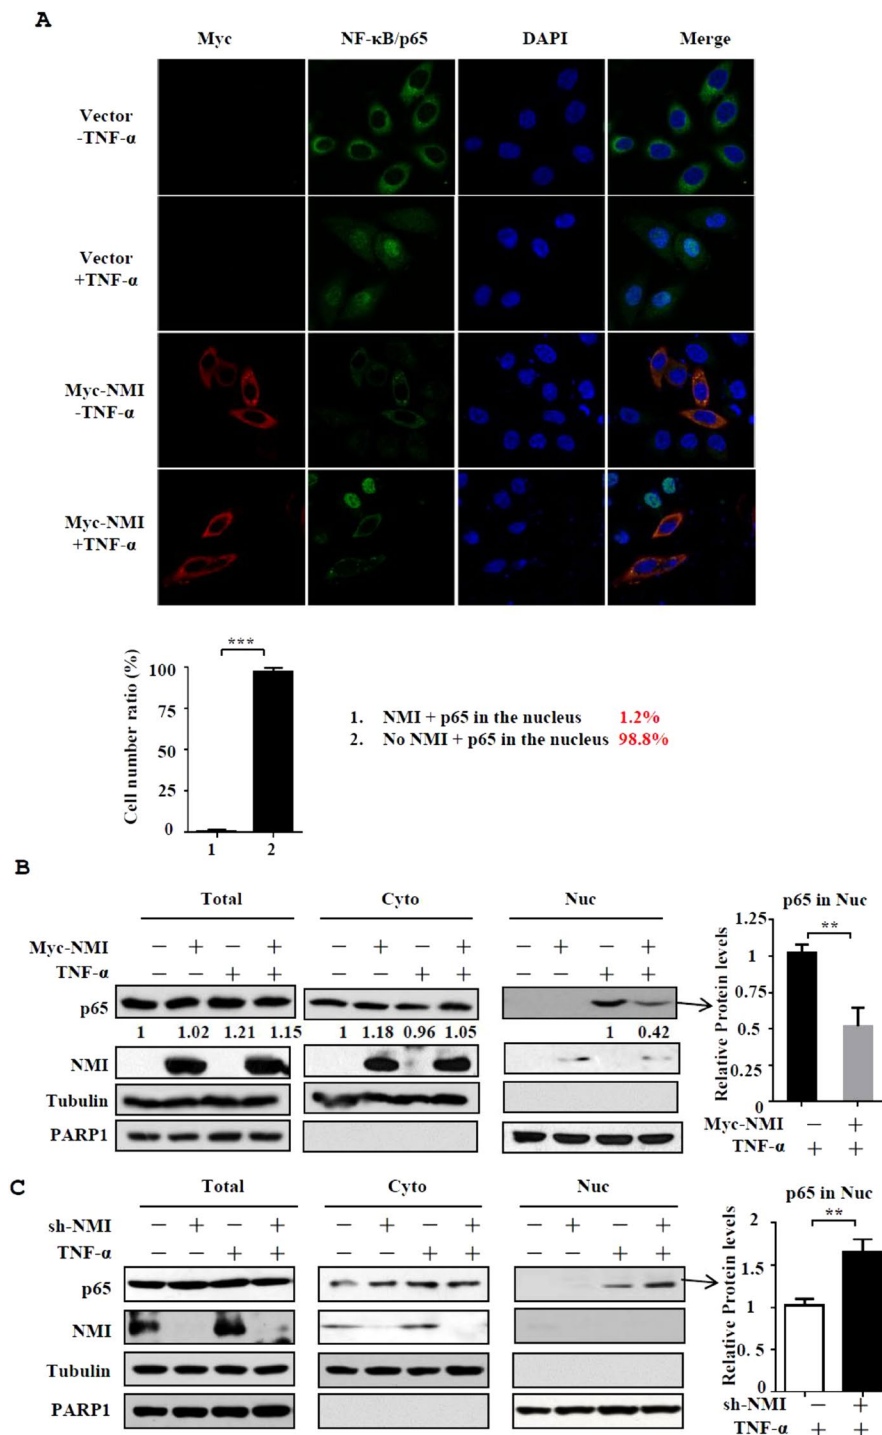 A
Myc NF-κB/p65 DAPI Merge
Vector
-TNF-α
Vector
+TNF-α
Myc-NMI
-TNF-α
Myc-NMI
+TNF-α
Cell number ratio (%)
100
75
50
25
0
1 2
***
1. NMI + p65 in the nucleus 1.2%
2. No NMI + p65 in the nucleus 98.8%
B
Total Cyto Nuc
Myc-NMI − + − + − + − + − + − +
TNF-α − − + + − − + + − − + +
p65
1 1.02 1.21 1.15 1 1.18 0.96 1.05 1 0.42
NMI
Tubulin
PARP1
p65 in Nuc
Relative Protein levels
1.25
1
0.75
0.5
0
**
Myc-NMI − +
TNF-α + +
C
Total Cyto Nuc
sh-NMI − + − + − + − + − + − +
TNF-α − − + + − − + + − − + +
p65
NMI
Tubulin
PARP1
p65 in Nuc
Relative Protein levels
2
1.5
1
0.5
0
**
sh-NMI − +
TNF-α + +